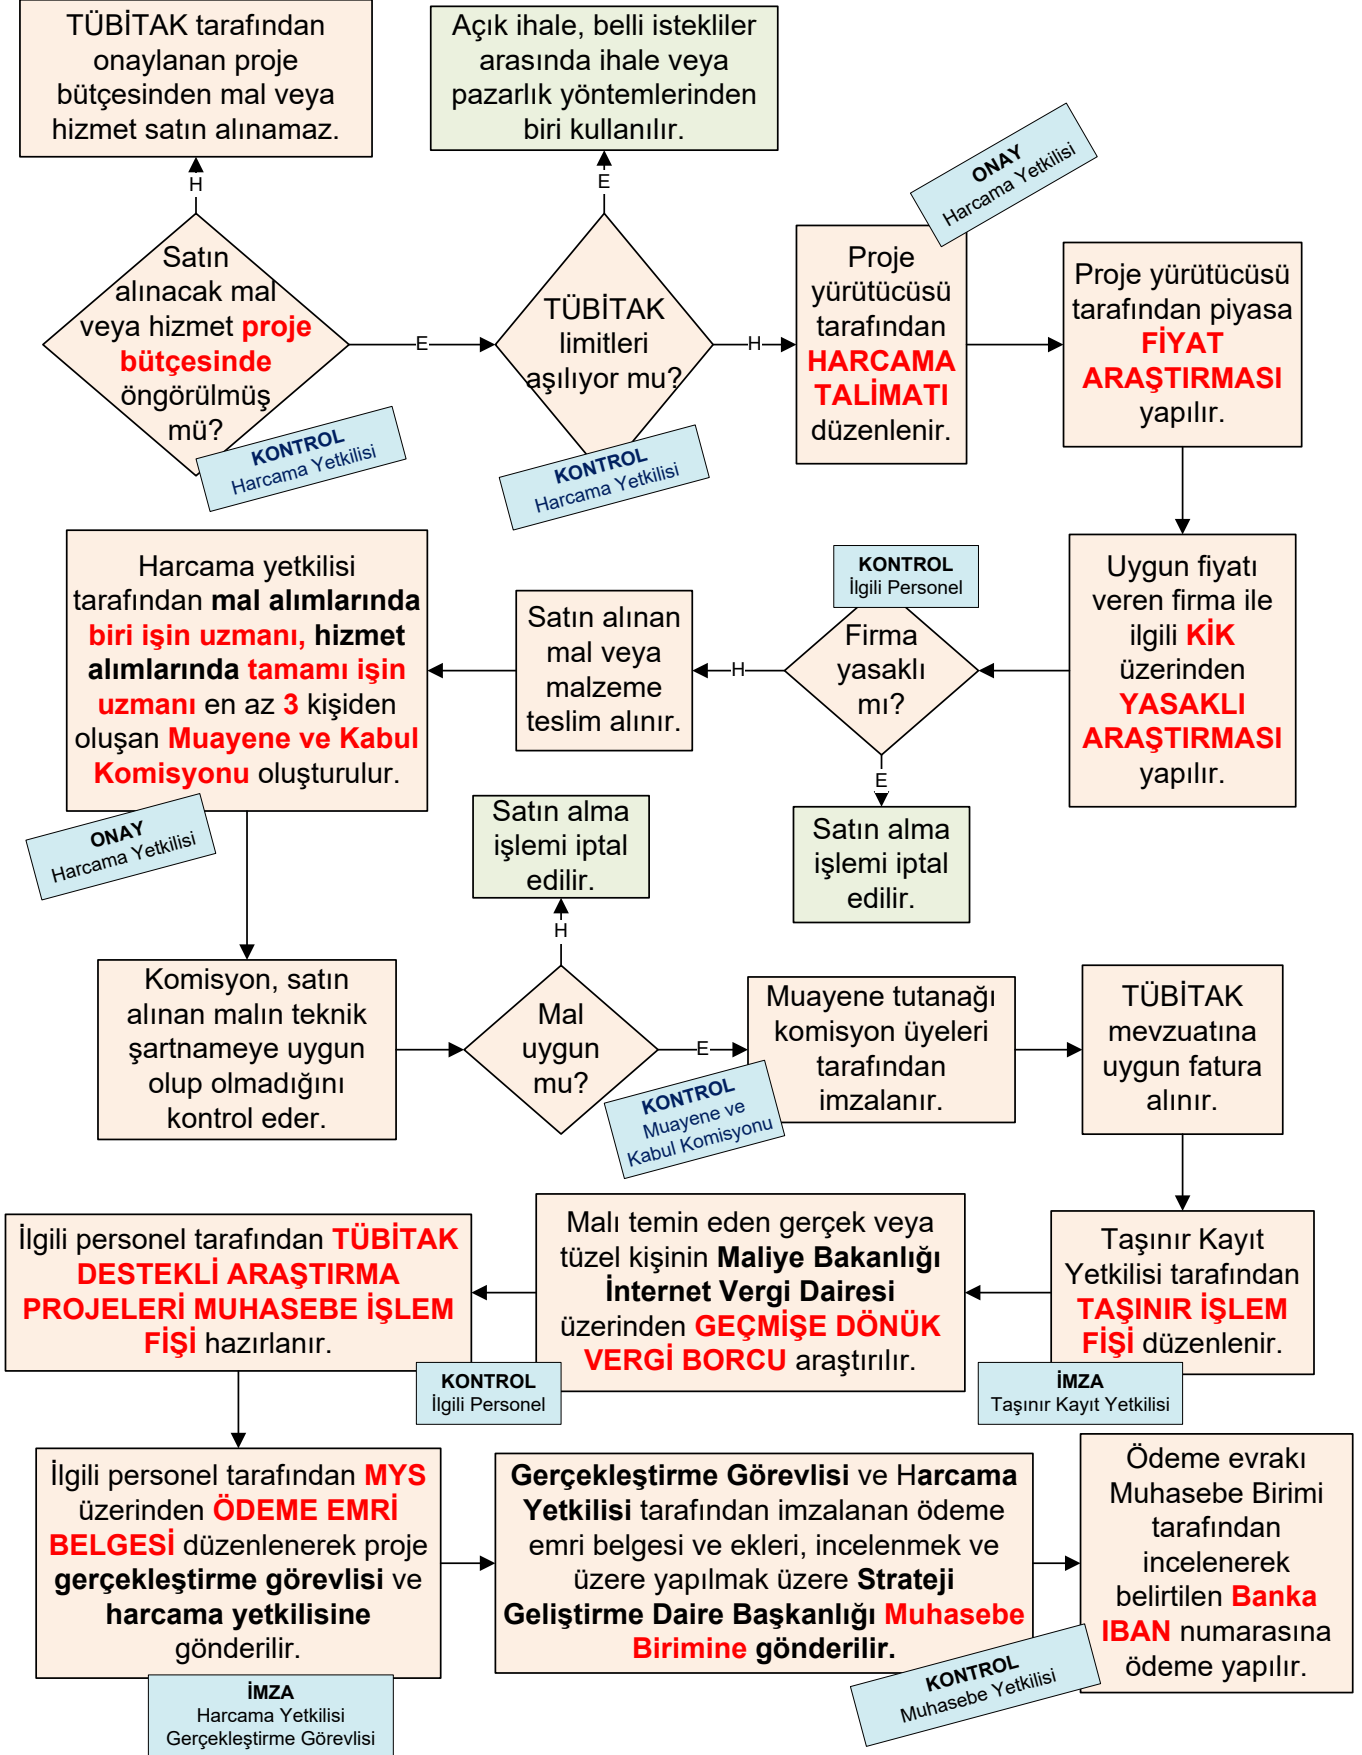 TÜBİTAK tarafından
onaylanan proje
bütçesinden mal veya
hizmet satın alınamaz.
Açık ihale, belli istekliler
arasında ihale veya
pazarlık yöntemlerinden
biri kullanılır.
H
E
ONAY
Harcama Yetkilisi
Satın
alınacak mal
veya hizmet proje
bütçesinde
öngörülmüş
mü?
KONTROL
Harcama Yetkilisi
E
TÜBİTAK
limitleri
aşılıyor mu?
KONTROL
Harcama Yetkilisi
H
Proje
yürütücüsü
tarafından
HARCAMA
TALİMATI
düzenlenir.
Proje yürütücüsü
tarafından piyasa
FİYAT
ARAŞTIRMASI
yapılır.
Uygun fiyatı
veren firma ile
ilgili KİK
üzerinden
YASAKLI
ARAŞTIRMASI
yapılır.
KONTROL
İlgili Personel
Firma
yasaklı
mı?
H
E
Satın alma
işlemi iptal
edilir.
Satın alınan
mal veya
malzeme
teslim alınır.
Harcama yetkilisi
tarafından mal alımlarında
biri işin uzmanı, hizmet
alımlarında tamamı işin
uzmanı en az 3 kişiden
oluşan Muayene ve Kabul
Komisyonu oluşturulur.
ONAY
Harcama Yetkilisi
Satın alma
işlemi iptal
edilir.
H
Komisyon, satın
alınan malın teknik
şartnameye uygun
olup olmadığını
kontrol eder.
Mal
uygun
mu?
E
KONTROL
Muayene ve
Kabul Komisyonu
Muayene tutanağı
komisyon üyeleri
tarafından
imzalanır.
TÜBİTAK
mevzuatına
uygun fatura
alınır.
Taşınır Kayıt
Yetkilisi tarafından
TAŞINIR İŞLEM
FİŞİ düzenlenir.
İMZA
Taşınır Kayıt Yetkilisi
Malı temin eden gerçek veya
tüzel kişinin Maliye Bakanlığı
İnternet Vergi Dairesi
üzerinden GEÇMİŞE DÖNÜK
VERGİ BORCU araştırılır.
KONTROL
İlgili Personel
İlgili personel tarafından TÜBİTAK
DESTEKLİ ARAŞTIRMA
PROJELERİ MUHASEBE İŞLEM
FİŞİ hazırlanır.
İlgili personel tarafından MYS
üzerinden ÖDEME EMRİ
BELGESİ düzenlenerek proje
gerçekleştirme görevlisi ve
harcama yetkilisine
gönderilir.
İMZA
Harcama Yetkilisi
Gerçekleştirme Görevlisi
Gerçekleştirme Görevlisi ve Harcama
Yetkilisi tarafından imzalanan ödeme
emri belgesi ve ekleri, incelenmek ve
üzere yapılmak üzere Strateji
Geliştirme Daire Başkanlığı Muhasebe
Birimine gönderilir.
KONTROL
Muhasebe Yetkilisi
Ödeme evrakı
Muhasebe Birimi
tarafından
incelenerek
belirtilen Banka
IBAN numarasına
ödeme yapılır.